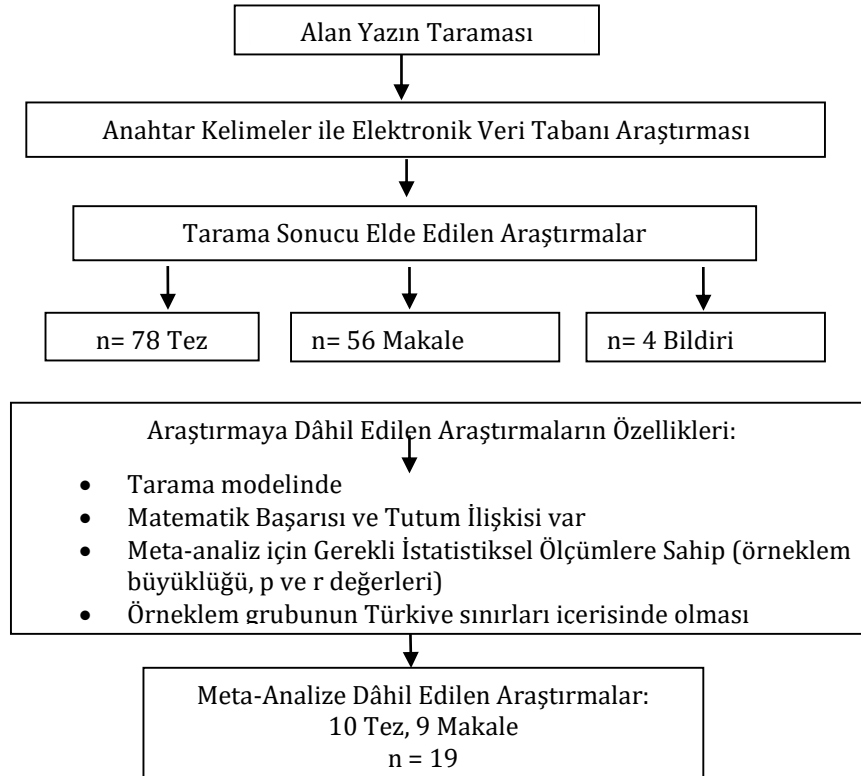 Alan Yazın Taraması
Anahtar Kelimeler ile Elektronik Veri Tabanı Araştırması
Tarama Sonucu Elde Edilen Araştırmalar
n= 78 Tez
n= 56 Makale
n= 4 Bildiri
Araştırmaya Dâhil Edilen Araştırmaların Özellikleri:
• Tarama modelinde
• Matematik Başarısı ve Tutum İlişkisi var
• Meta-analiz için Gerekli İstatistiksel Ölçümlere Sahip (örneklem
büyüklüğü, p ve r değerleri)
• Örneklem grubunun Türkiye sınırları içerisinde olması
Meta-Analize Dâhil Edilen Araştırmalar:
10 Tez, 9 Makale
n = 19